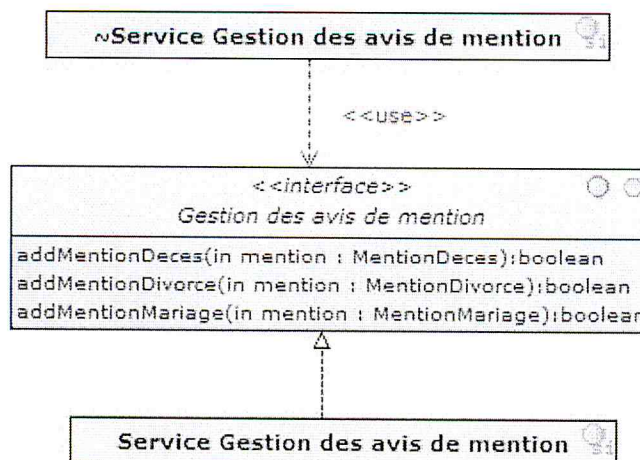 ~Service Gestion des avis de mention
<<use>>
<<interface>>
Gestion des avis de mention
addMentionDeces(in mention : MentionDeces):boolean
addMentionDivorce(in mention : MentionDivorce):boolean
addMentionMariage(in mention : MentionMariage):boolean
Service Gestion des avis de mention